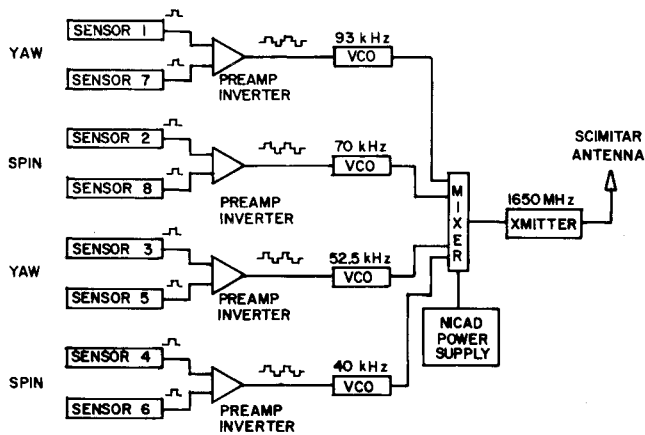 YAW
SENSOR 1
SENSOR 7
PREAMP
INVERTER
93 kHz
VCO
SPIN
SENSOR 2
SENSOR 8
PREAMP
INVERTER
70 kHz
VCO
YAW
SENSOR 3
SENSOR 5
PREAMP
INVERTER
52.5 kHz
VCO
SPIN
SENSOR 4
SENSOR 6
PREAMP
INVERTER
40 kHz
VCO
MIXER
NICAD
POWER
SUPPLY
1650 MHz
XMITTER
SCIMITAR
ANTENNA